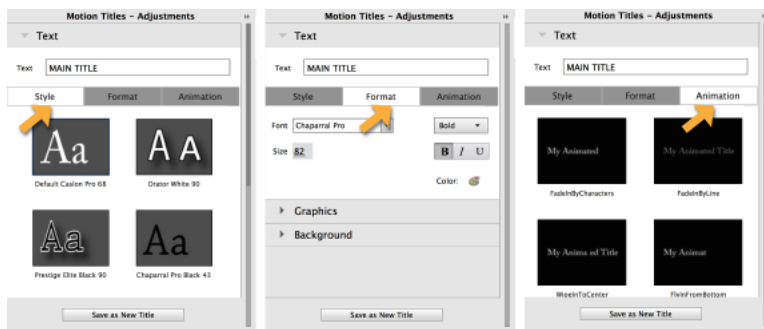 Motion Titles – Adjustments
Text
Text MAIN TITLE
Style Format Animation
Aa
AA
Default Caslon Pro 68
Orator White 90
Aa
Aa
Prestige Elite Black 90
Chaparral Pro Black 43
Save as New Title
Motion Titles – Adjustments
Text
Text MAIN TITLE
Style Format Animation
Font Chaparral Pro Bold
Size 82 B I U
Color:
Graphics
Background
Save as New Title
Motion Titles – Adjustments
Text
Text MAIN TITLE
Style Format Animation
My Animated
My Animated Title
FadeInByCharacters
FadeInByLine
My Anima ed Title
My Animat
WipeInToCenter
FlyInFromBottom
Save as New Title